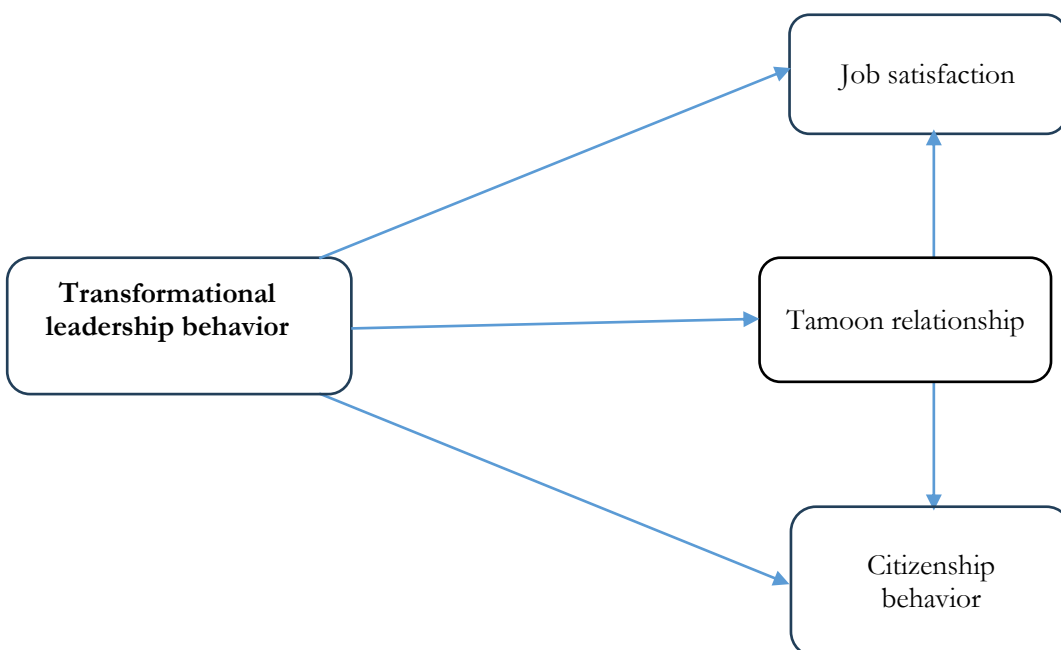 Job satisfaction
Transformational
leadership behavior
Tamoon relationship
Citizenship
behavior